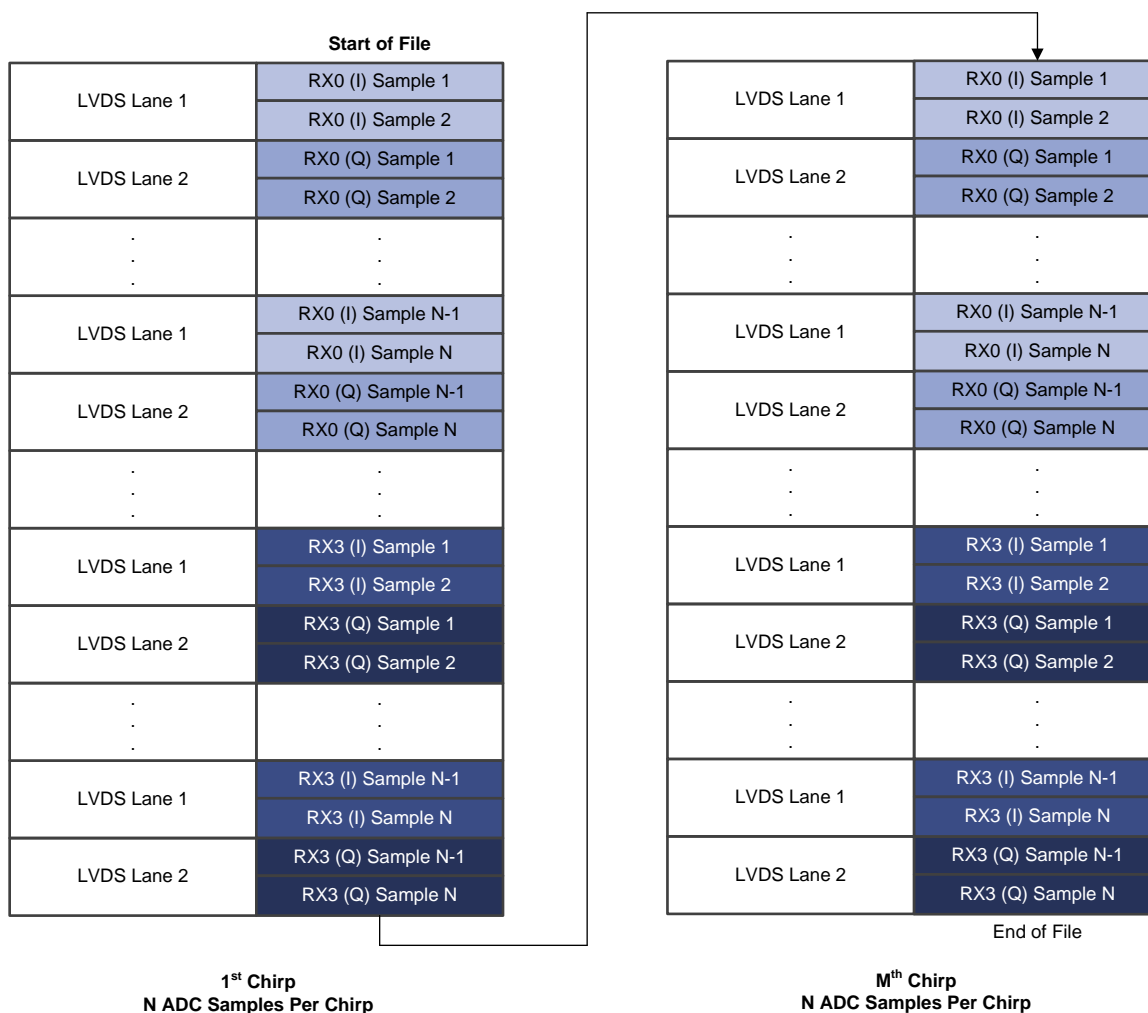 Start of File
LVDS Lane 1
RX0 (I) Sample 1
RX0 (I) Sample 2
LVDS Lane 2
RX0 (Q) Sample 1
RX0 (Q) Sample 2
.
.
.
.
.
.
LVDS Lane 1
RX0 (I) Sample N-1
RX0 (I) Sample N
LVDS Lane 2
RX0 (Q) Sample N-1
RX0 (Q) Sample N
.
.
.
.
.
.
LVDS Lane 1
RX3 (I) Sample 1
RX3 (I) Sample 2
LVDS Lane 2
RX3 (Q) Sample 1
RX3 (Q) Sample 2
.
.
.
.
.
.
LVDS Lane 1
RX3 (I) Sample N-1
RX3 (I) Sample N
LVDS Lane 2
RX3 (Q) Sample N-1
RX3 (Q) Sample N
1st Chirp
N ADC Samples Per Chirp
LVDS Lane 1
RX0 (I) Sample 1
RX0 (I) Sample 2
LVDS Lane 2
RX0 (Q) Sample 1
RX0 (Q) Sample 2
.
.
.
.
.
.
LVDS Lane 1
RX0 (I) Sample N-1
RX0 (I) Sample N
LVDS Lane 2
RX0 (Q) Sample N-1
RX0 (Q) Sample N
.
.
.
.
.
.
LVDS Lane 1
RX3 (I) Sample 1
RX3 (I) Sample 2
LVDS Lane 2
RX3 (Q) Sample 1
RX3 (Q) Sample 2
.
.
.
.
.
.
LVDS Lane 1
RX3 (I) Sample N-1
RX3 (I) Sample N
LVDS Lane 2
RX3 (Q) Sample N-1
RX3 (Q) Sample N
End of File
Mth Chirp
N ADC Samples Per Chirp